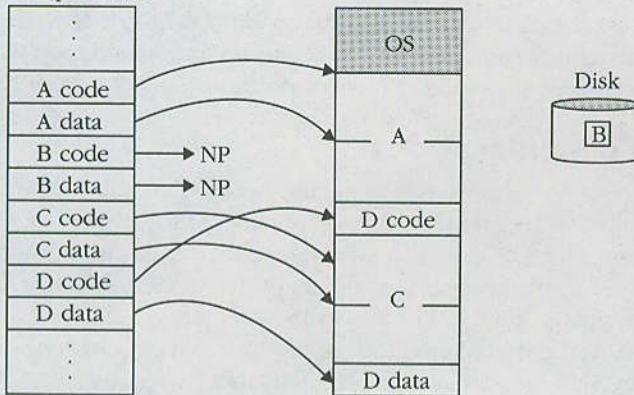 A code
A data
B code
B data
C code
C data
D code
D data
NP
NP
OS
A
D code
C
D data
Disk
B